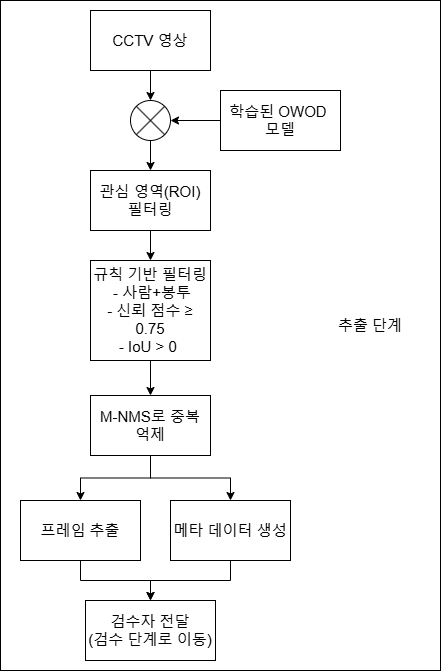 CCTV 영상
학습된 OWOD
모델
관심 영역(ROI)
필터링
규칙 기반 필터링
- 사람+봉투
- 신뢰 점수 ≥
0.75
- IoU > 0
추출 단계
M-NMS로 중복
억제
프레임 추출
메타 데이터 생성
검수자 전달
(검수 단계로 이동)